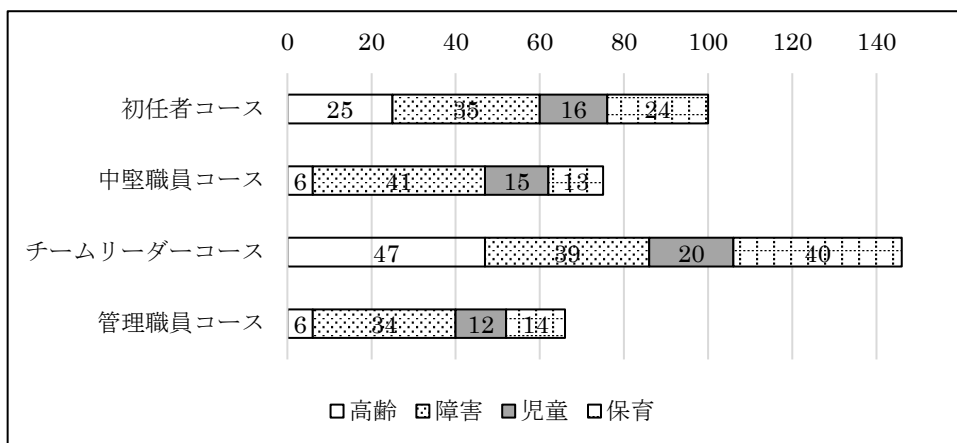 0 20 40 60 80 100 120 140
初任者コース 25 35 16 24
中堅職員コース 6 41 15 13
チームリーダーコース 47 39 20 40
管理職員コース 6 34 12 14
高齢 障害 児童 保育